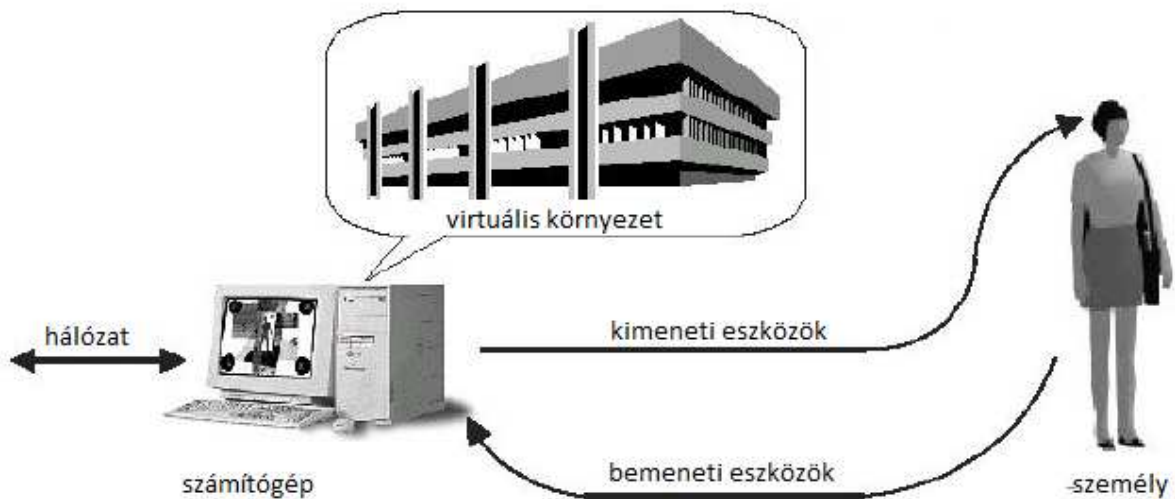 virtuális környezet
hálózat
kimeneti eszközök
számítógép
bemeneti eszközök
-személy